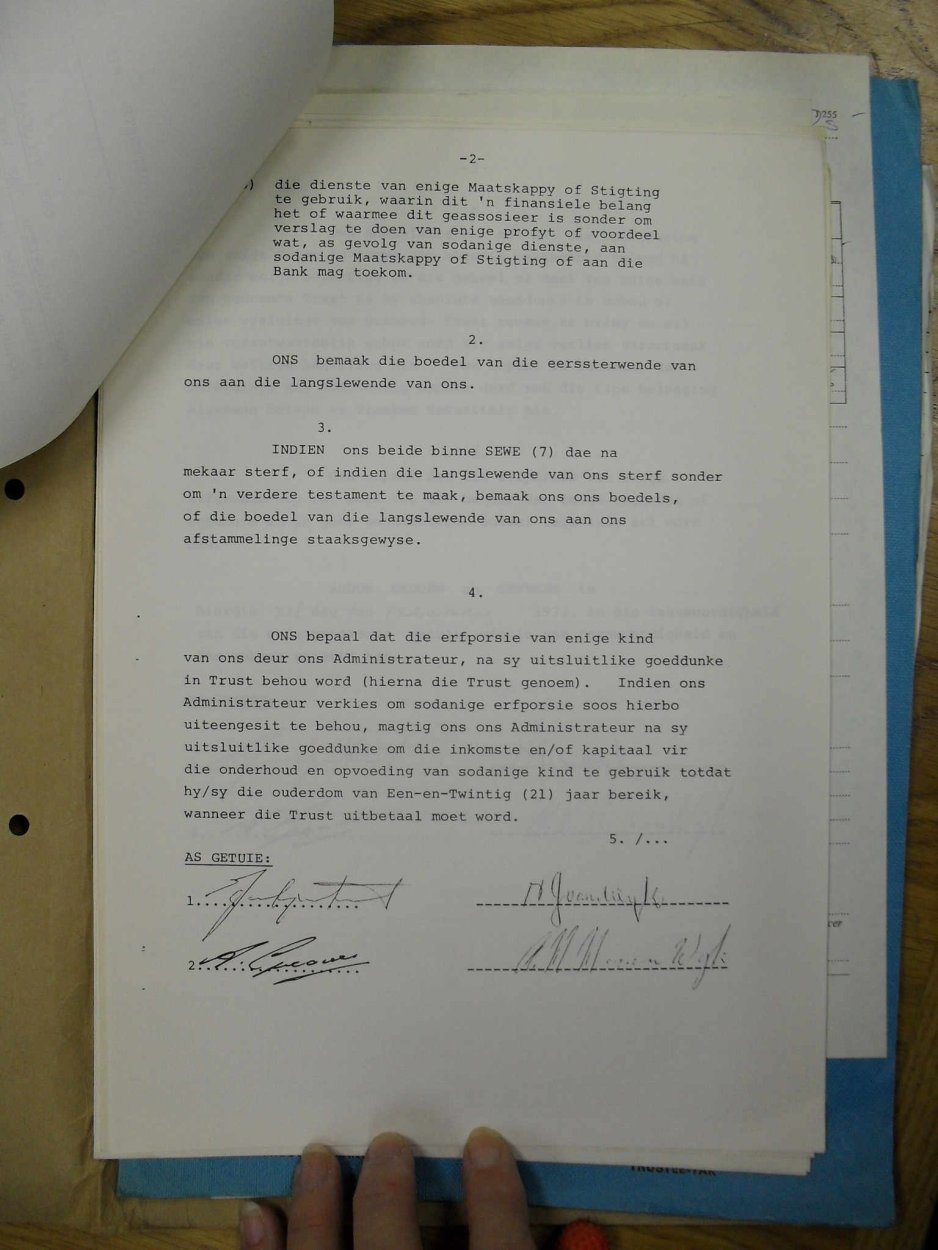 -2-
) die dienste van enige Maatskappy of Stigting
te gebruik, waarin dit 'n finansiele belang
het of waarmee dit geassosieer is sonder om
verslag te doen van enige profyt of voordeel
wat, as gevolg van sodanige dienste, aan
sodanige Maatskappy of Stigting of aan die
Bank mag toekom.
2.
ONS bemaak die boedel van die eerssterwende van
ons aan die langslewende van ons.
3.
INDIEN ons beide binne SEWE (7) dae na
mekaar sterf, of indien die langslewende van ons sterf sonder
om 'n verdere testament te maak, bemaak ons ons boedels,
of die boedel van die langslewende van ons aan ons
afstammelinge staaksgewyse.
4.
ONS bepaal dat die erfporsie van enige kind
van ons deur ons Administrateur, na sy uitsluitlike goeddunke
in Trust behou word (hierna die Trust genoem). Indien ons
Administrateur verkies om sodanige erfporsie soos hierbo
uiteengesit te behou, magtig ons ons Administrateur na sy
uitsluitlike goeddunke om die inkomste en/of kapitaal vir
die onderhoud en opvoeding van sodanige kind te gebruik totdat
hy/sy die ouderdom van Een-en-Twintig (21) jaar bereik,
wanneer die Trust uitbetaal moet word.
5. /...
AS GETUIE:
1.
2.
255